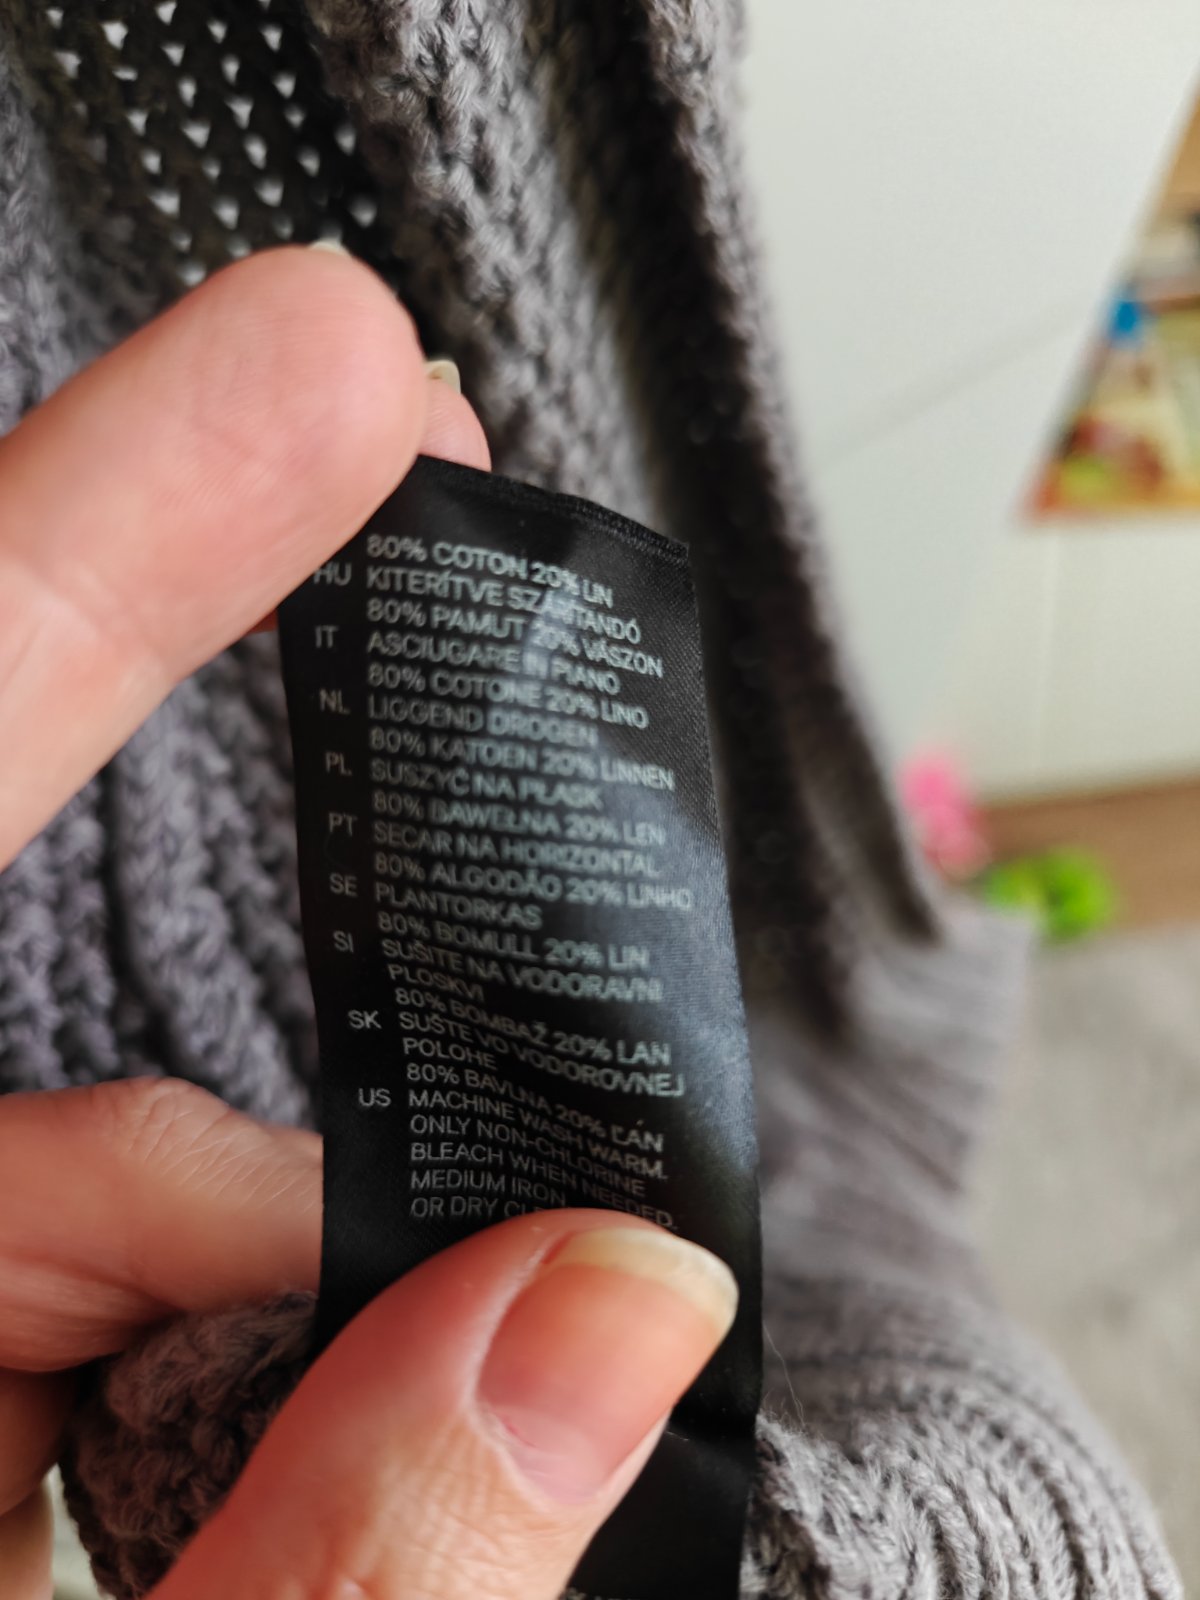 80% COTON 20% LIN
HU KITERÍTVE SZÁRÍTANDÓ
80% PAMUT 20% VÁSZON
IT ASCIUGARE IN PIANO
80% COTONE 20% LINO
NL LIGGEND DROGEN
80% KATOEN 20% LINNEN
PL SUSZYĆ NA PŁASK
80% BAWEŁNA 20% LEN
PT SECAR NA HORIZONTAL
80% ALGODÃO 20% LINHO
SE PLANTORKAS
80% BOMULL 20% LIN
SI SUŠITE NA VODORAVNI
PLOSKVI
80% BOMBAŽ 20% LAN
SK SUŠTE VO VODOROVNEJ
POLOHE
80% BAVLNA 20% ĽAN
US MACHINE WASH WARM.
ONLY NON-CHLORINE
BLEACH WHEN NEEDED.
MEDIUM IRON
OR DRY